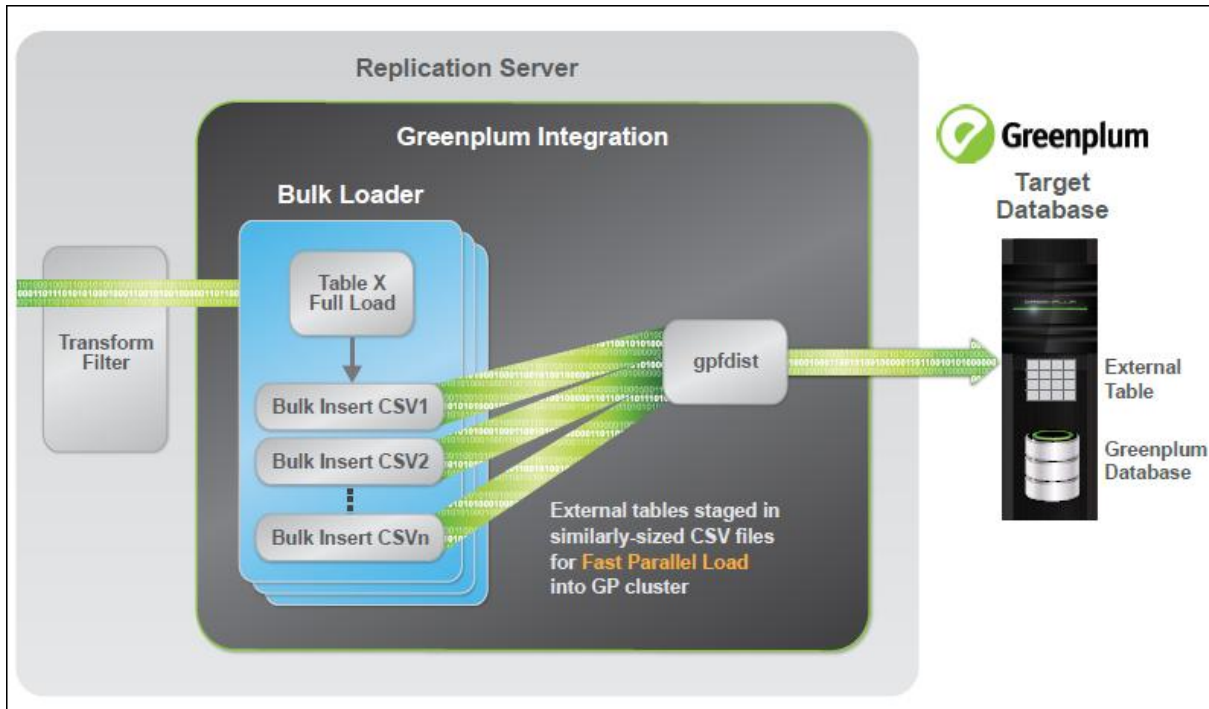 Replication Server
Greenplum Integration
Bulk Loader
Table X
Full Load
Transform
Filter
Bulk Insert CSV1
Bulk Insert CSV2
Bulk Insert CSVn
gpfdist
External tables staged in
similarly-sized CSV files
for Fast Parallel Load
into GP cluster
Greenplum
Target
Database
External
Table
Greenplum
Database